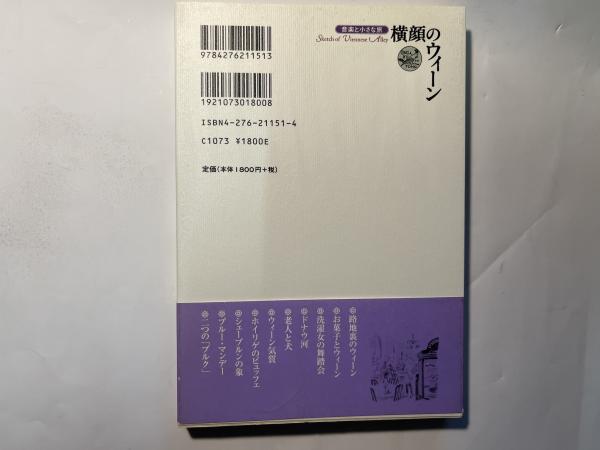 音楽と小さな旅
Sketch of Viennese Alley
横顔のウィーン
9784276211513
1921073018008
ISBN4-276-21151-4
C1073 ¥1800E
定価(本体1800円+税)
路地裏のウィーン
お菓子とウィーン
洗濯女の舞踏会
ドナウ河
老人と犬
ウィーン気質
ホイリゲのビュッフェ
シェーンブルンの象
ブルー・マンデー
二つの「ブルク」